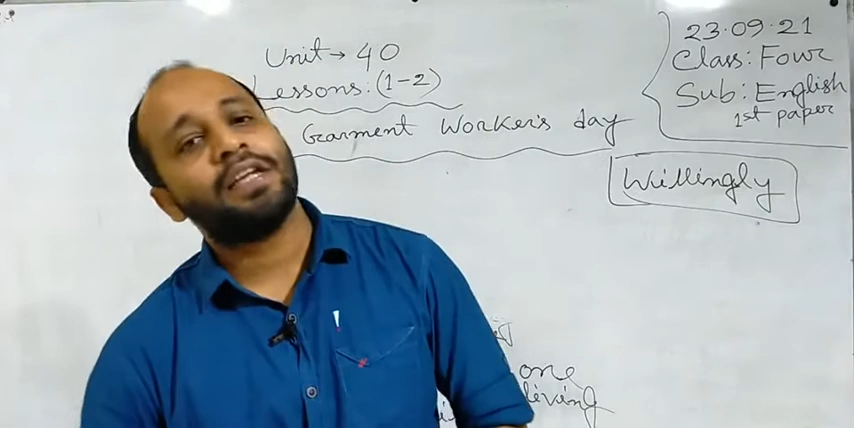 Unit → 40
Lessons: (1-2)
Garment Worker's day
23.09.21
Class: Four
Sub: English
1st paper
Willingly
one
living